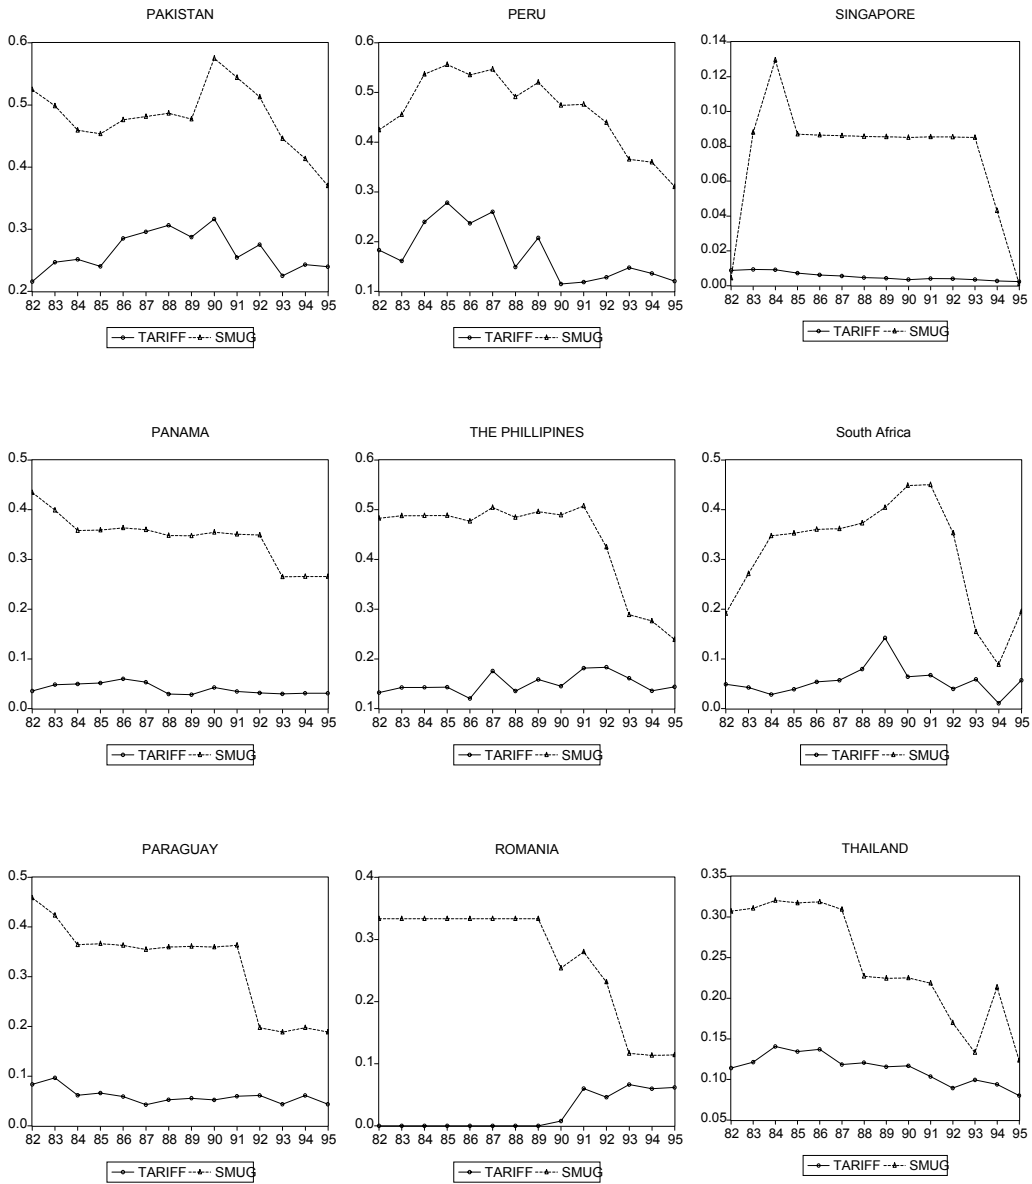 PAKISTAN
0.6
0.5
0.4
0.3
0.2
82 83 84 85 86 87 88 89 90 91 92 93 94 95
TARIFF SMUG
PERU
0.6
0.5
0.4
0.3
0.2
0.1
82 83 84 85 86 87 88 89 90 91 92 93 94 95
TARIFF SMUG
SINGAPORE
0.14
0.12
0.10
0.08
0.06
0.04
0.02
0.00
82 83 84 85 86 87 88 89 90 91 92 93 94 95
TARIFF SMUG
PANAMA
0.5
0.4
0.3
0.2
0.1
0.0
82 83 84 85 86 87 88 89 90 91 92 93 94 95
TARIFF SMUG
THE PHILLIPINES
0.6
0.5
0.4
0.3
0.2
0.1
82 83 84 85 86 87 88 89 90 91 92 93 94 95
TARIFF SMUG
South Africa
0.5
0.4
0.3
0.2
0.1
0.0
82 83 84 85 86 87 88 89 90 91 92 93 94 95
TARIFF SMUG
PARAGUAY
0.5
0.4
0.3
0.2
0.1
0.0
82 83 84 85 86 87 88 89 90 91 92 93 94 95
TARIFF SMUG
ROMANIA
0.4
0.3
0.2
0.1
0.0
82 83 84 85 86 87 88 89 90 91 92 93 94 95
TARIFF SMUG
THAILAND
0.35
0.30
0.25
0.20
0.15
0.10
0.05
82 83 84 85 86 87 88 89 90 91 92 93 94 95
TARIFF SMUG